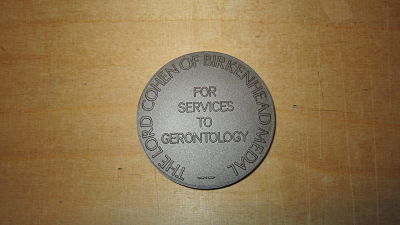 THE LORD COHEN OF BIRKENHEAD MEDAL
FOR
SERVICES
TO
GERONTOLOGY